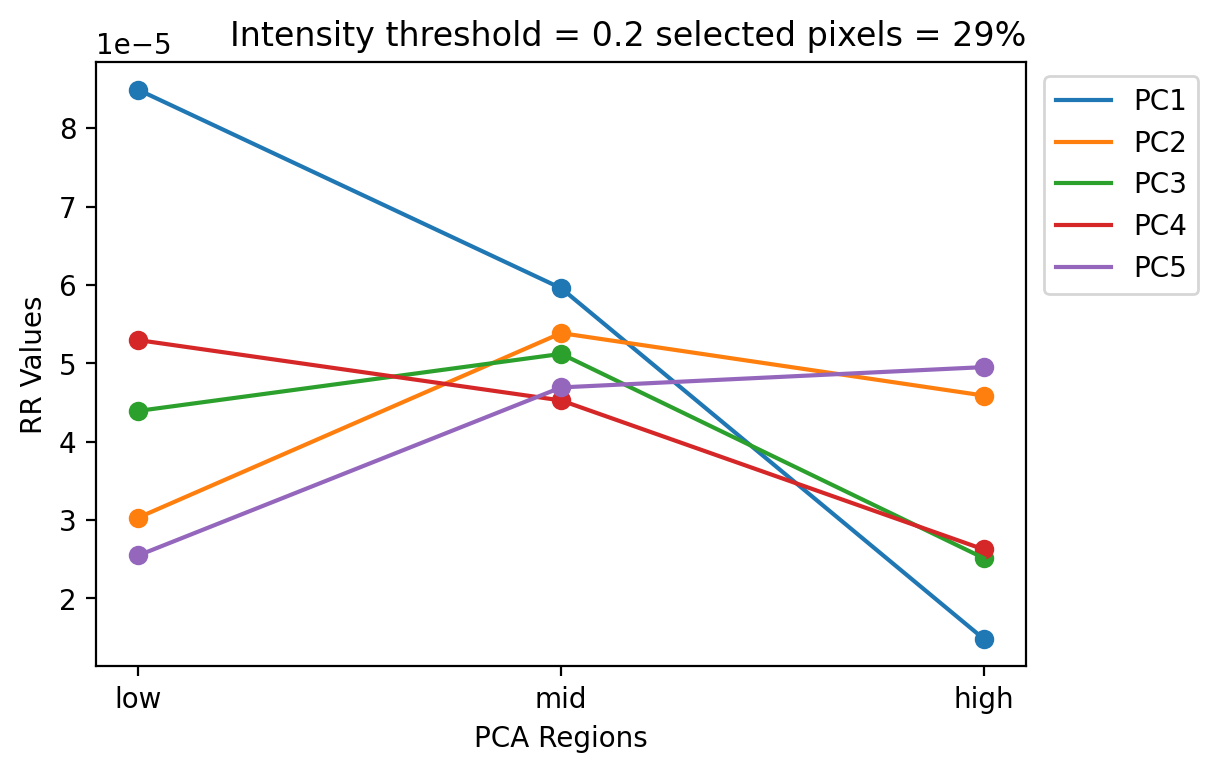 Intensity threshold = 0.2 selected pixels = 29%
1e−5
8
7
6
5
4
3
2
RR Values
low
mid
high
PCA Regions
PC1
PC2
PC3
PC4
PC5